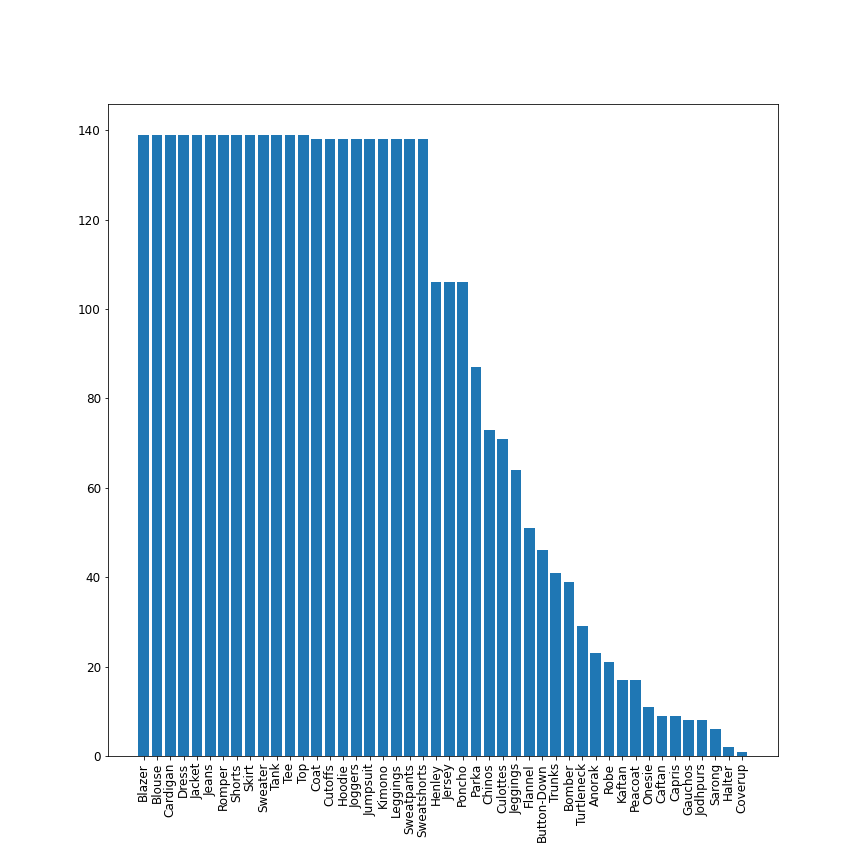 140
120
100
80
60
40
20
0
Blazer
Blouse
Cardigan
Dress
Jacket
Jeans
Romper
Shorts
Skirt
Sweater
Tank
Tee
Top
Coat
Cutoffs
Hoodie
Joggers
Jumpsuit
Kimono
Leggings
Sweatpants
Sweatshorts
Henley
Jersey
Poncho
Parka
Chinos
Culottes
Jeggings
Flannel
Button-Down
Trunks
Bomber
Turtleneck
Anorak
Robe
Kaftan
Peacoat
Onesie
Caftan
Capris
Gauchos
Jodhpurs
Sarong
Halter
Coverup